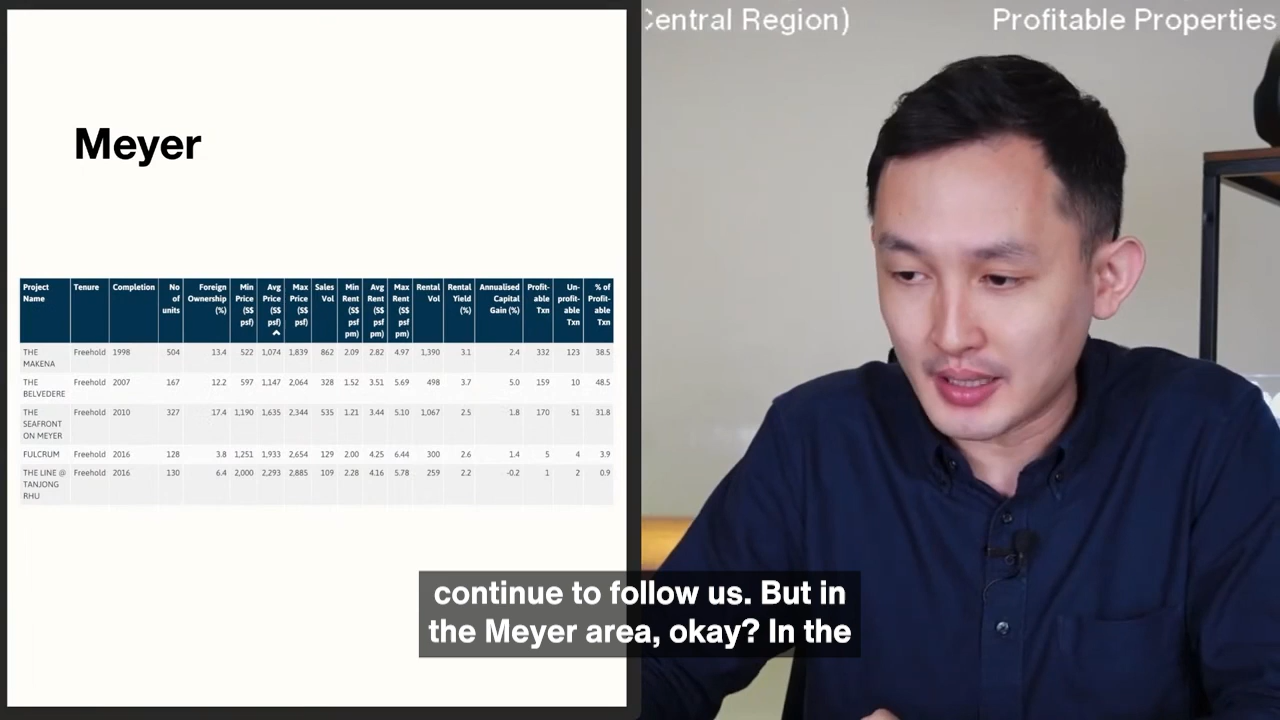 Central Region)
Profitable Properties
Meyer
Project Name Tenure Completion No of units Foreign Ownership (%) Min Price (S$ psf) Avg Price (S$ psf) Max Price (S$ psf) Sales Vol Min Rent (S$ psf pm) Avg Rent (S$ psf pm) Max Rent (S$ psf pm) Rental Vol Rental Yield (%) Annualised Capital Gain (%) Profit-able Txn Un-profit-able Txn % of Profit-able Txn
THE MAKENA Freehold 1998 504 13.4 522 1,074 1,839 862 2.09 2.82 4.97 1,390 3.1 2.4 332 123 38.5
THE BELVEDERE Freehold 2007 167 12.2 597 1,147 2,064 328 1.52 3.51 5.69 498 3.7 5.0 159 10 48.5
THE SEAFRONT ON MEYER Freehold 2010 327 17.4 1,190 1,635 2,344 535 1.21 3.44 5.10 1,067 2.5 1.8 170 51 31.8
FULCRUM Freehold 2016 128 3.8 1,251 1,933 2,654 129 2.00 4.25 6.44 300 2.6 1.4 5 4 3.9
THE LINE @ TANJONG RHU Freehold 2016 130 6.4 2,000 2,293 2,885 109 2.28 4.16 5.78 259 2.2 -0.2 1 2 0.9
continue to follow us. But in
the Meyer area, okay? In the